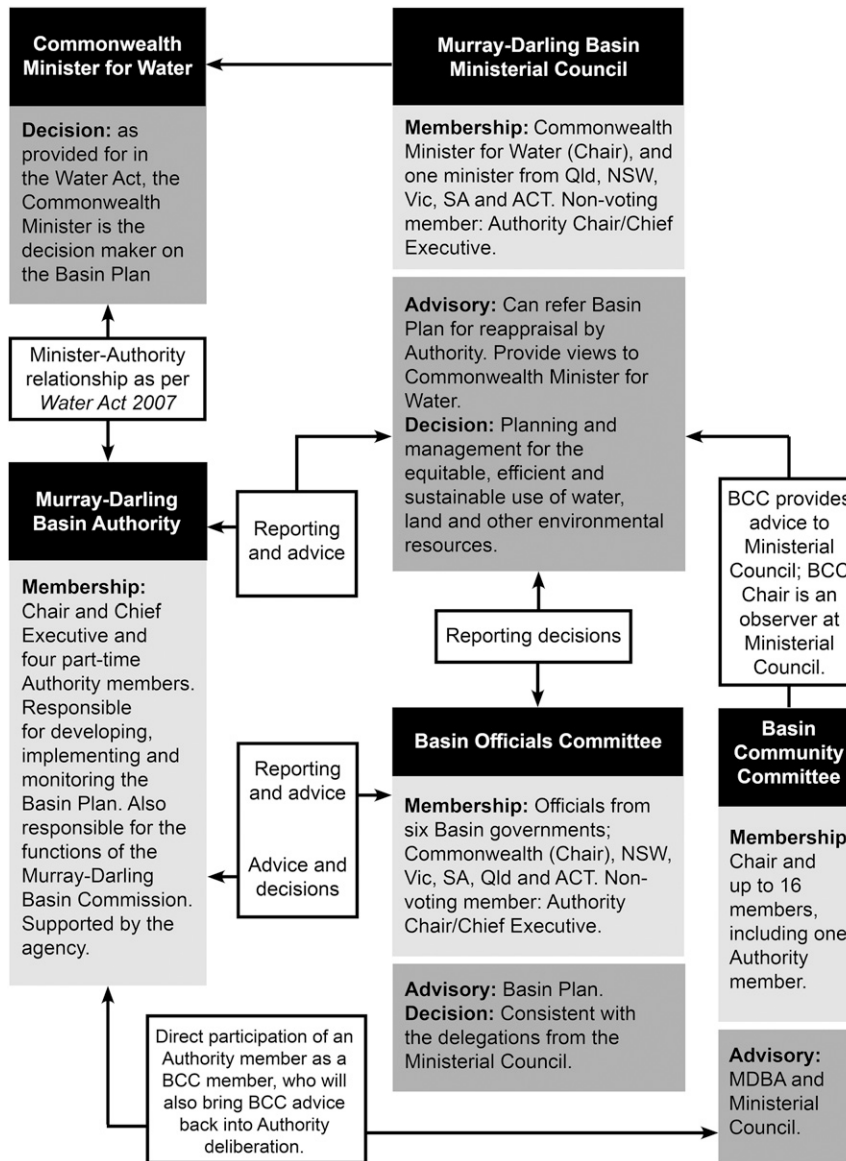 Commonwealth
Minister for Water
Decision: as
provided for in
the Water Act, the
Commonwealth
Minister is the
decision maker on
the Basin Plan
Murray-Darling Basin
Ministerial Council
Membership: Commonwealth
Minister for Water (Chair), and
one minister from Qld, NSW,
Vic, SA and ACT. Non-voting
member: Authority Chair/Chief
Executive.
Advisory: Can refer Basin
Plan for reappraisal by
Authority. Provide views to
Commonwealth Minister for
Water.
Decision: Planning and
management for the
equitable, efficient and
sustainable use of water,
land and other environmental
resources.
Minister-Authority
relationship as per
Water Act 2007
Murray-Darling
Basin Authority
Membership:
Chair and Chief
Executive and
four part-time
Authority members.
Responsible
for developing,
implementing and
monitoring the
Basin Plan. Also
responsible for the
functions of the
Murray-Darling
Basin Commission.
Supported by the
agency.
Reporting
and advice
Reporting decisions
BCC provides
advice to
Ministerial
Council; BCC
Chair is an
observer at
Ministerial
Council.
Reporting
and advice
Advice and
decisions
Basin Officials Committee
Membership: Officials from
six Basin governments;
Commonwealth (Chair), NSW,
Vic, SA, Qld and ACT. Non-
voting member: Authority
Chair/Chief Executive.
Advisory: Basin Plan.
Decision: Consistent with
the delegations from the
Ministerial Council.
Basin
Community
Committee
Membership
Chair and
up to 16
members,
including one
Authority
member.
Advisory:
MDBA and
Ministerial
Council.
Direct participation of an
Authority member as a
BCC member, who will
also bring BCC advice
back into Authority
deliberation.